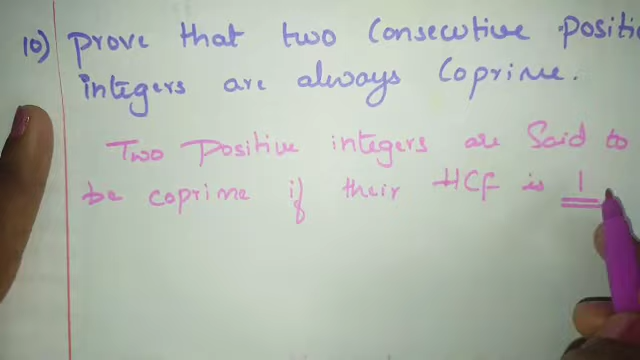 10) Prove that two Consecutive positi
integers are always Coprime.
Two Positive integers are Said to
be coprime if their HCF is 1